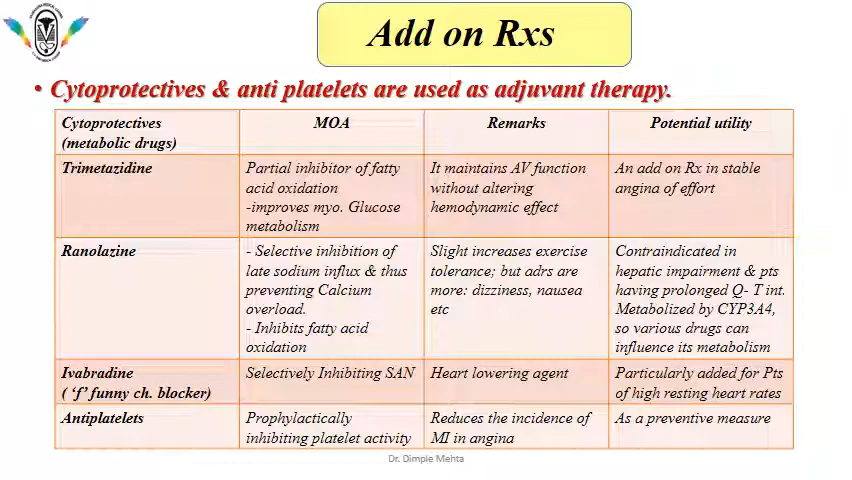 Add on Rxs
• Cytoprotectives & anti platelets are used as adjuvant therapy.
Cytoprotectives
(metabolic drugs)
MOA
Remarks
Potential utility
Trimetazidine
Partial inhibitor of fatty
acid oxidation
-improves myo. Glucose
metabolism
It maintains AV function
without altering
hemodynamic effect
An add on Rx in stable
angina of effort
Ranolazine
- Selective inhibition of
late sodium influx & thus
preventing Calcium
overload.
- Inhibits fatty acid
oxidation
Slight increases exercise
tolerance; but adrs are
more: dizziness, nausea
etc
Contraindicated in
hepatic impairment & pts
having prolonged Q- T int.
Metabolized by CYP3A4,
so various drugs can
influence its metabolism
Ivabradine
( ‘f’ funny ch. blocker)
Selectively Inhibiting SAN
Heart lowering agent
Particularly added for Pts
of high resting heart rates
Antiplatelets
Prophylactically
inhibiting platelet activity
Reduces the incidence of
MI in angina
As a preventive measure
Dr. Dimple Mehta